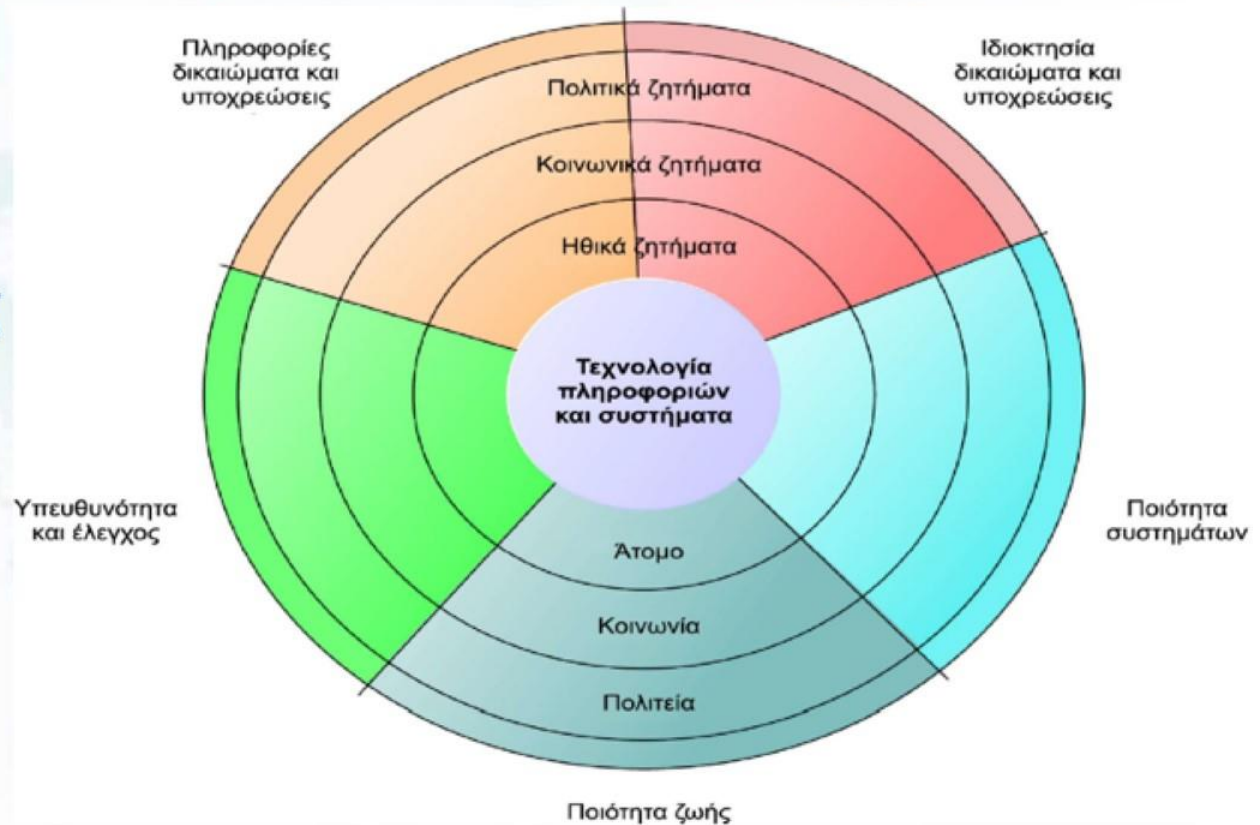 Πληροφορίες
δικαιώματα και
υποχρεώσεις
Ιδιοκτησία
δικαιώματα και
υποχρεώσεις
Πολιτικά ζητήματα
Κοινωνικά ζητήματα
Ηθικά ζητήματα
Τεχνολογία
πληροφοριών
και συστήματα
Υπευθυνότητα
και έλεγχος
Ποιότητα
συστημάτων
Άτομο
Κοινωνία
Πολιτεία
Ποιότητα ζωής